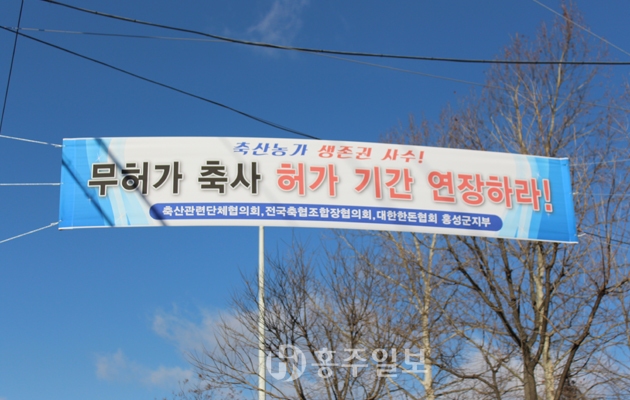 축산농가 생존권 사수!
무허가 축사 허가 기간 연장하라!
축산관련단체협의회, 전국축협조합장협의회, 대한한돈협회 홍성군지부
홍주일보